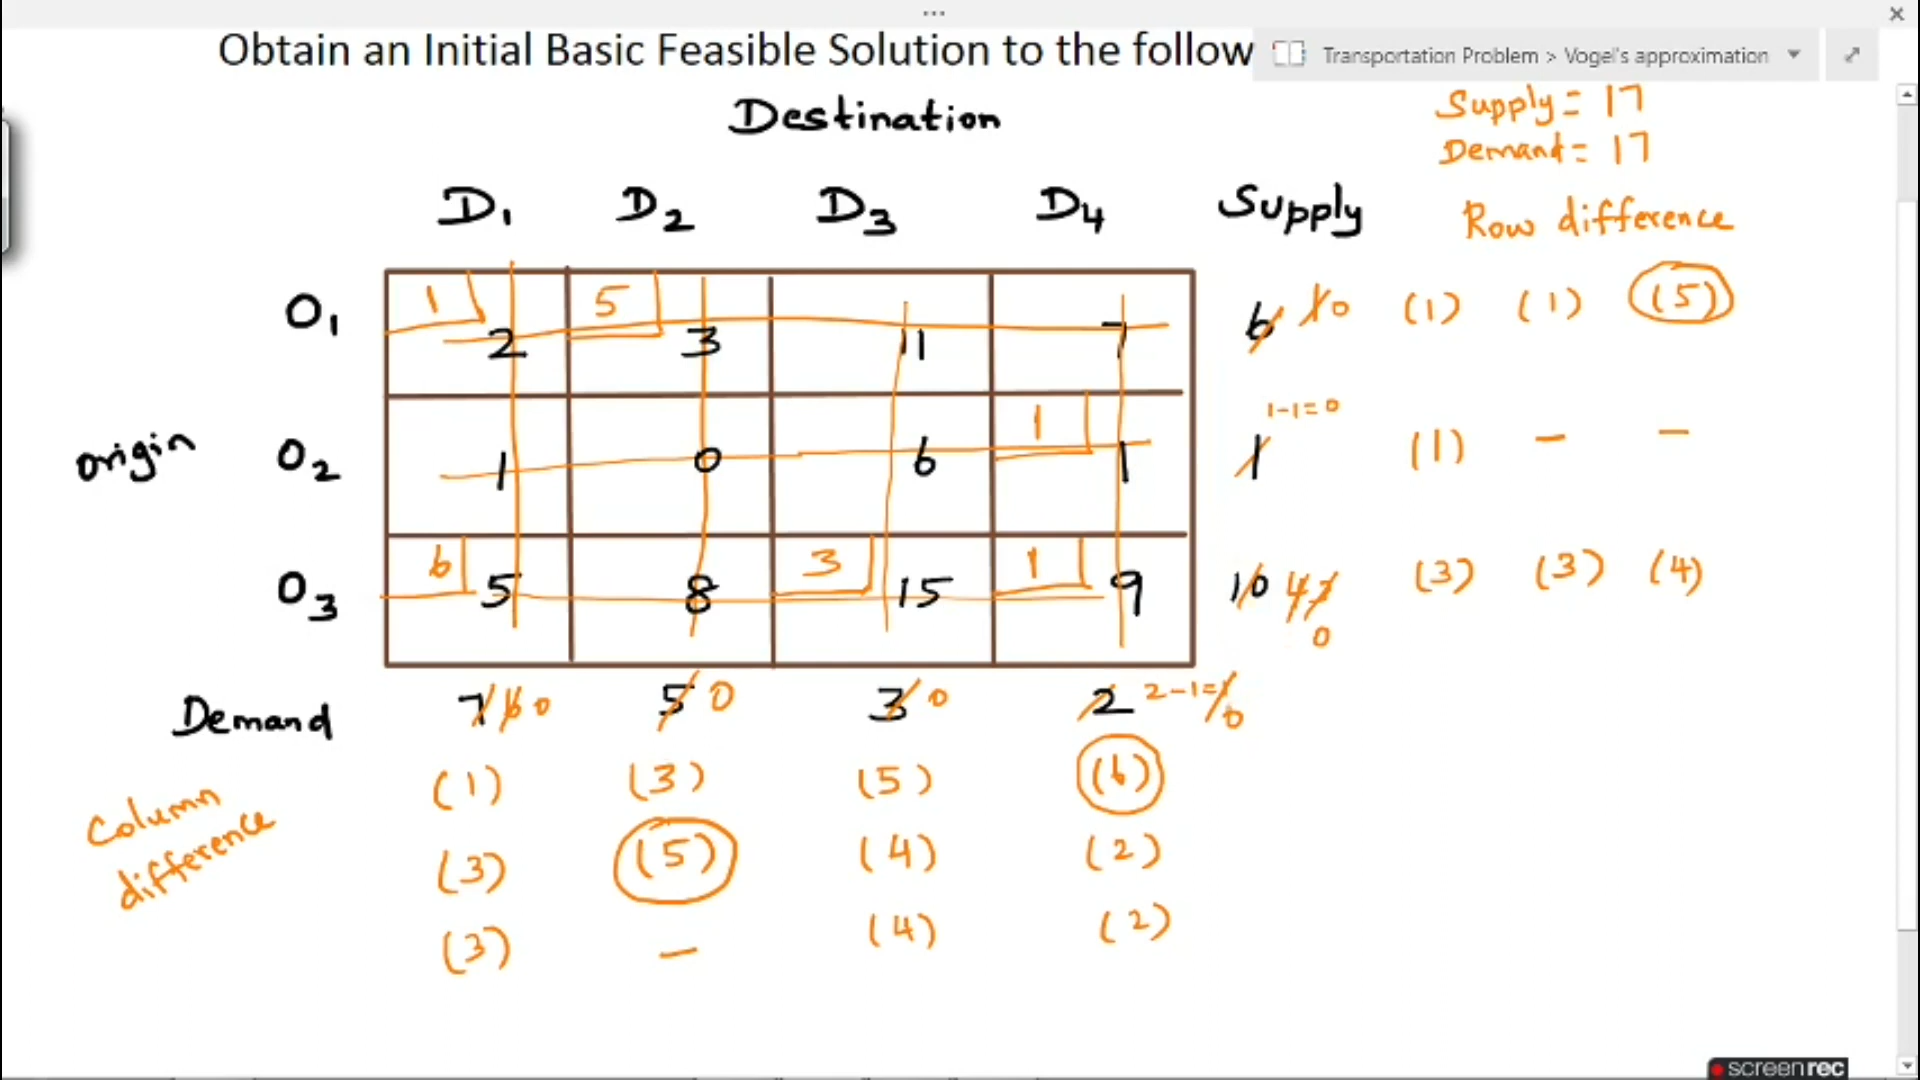 Obtain an Initial Basic Feasible Solution to the follow
Transportation Problem > Vogel's approximation
Destination
Supply = 17
Demand = 17
D1 D2 D3 D4 Supply Row difference
O1 1 2 5 3 11 7 6 1 0 (1) (1) (5)
1-1=0
Origin O2 1 0 6 1 1 1 (1) – –
O3 6 5 8 3 15 1 9 10 4 0 (3) (3) (4)
Demand 7 6 0 5 0 3 0 2 2-1=1 0
Column difference
(1) (3) (5) (6)
(3) (5) (4) (2)
(3) – (4) (2)
screenrec